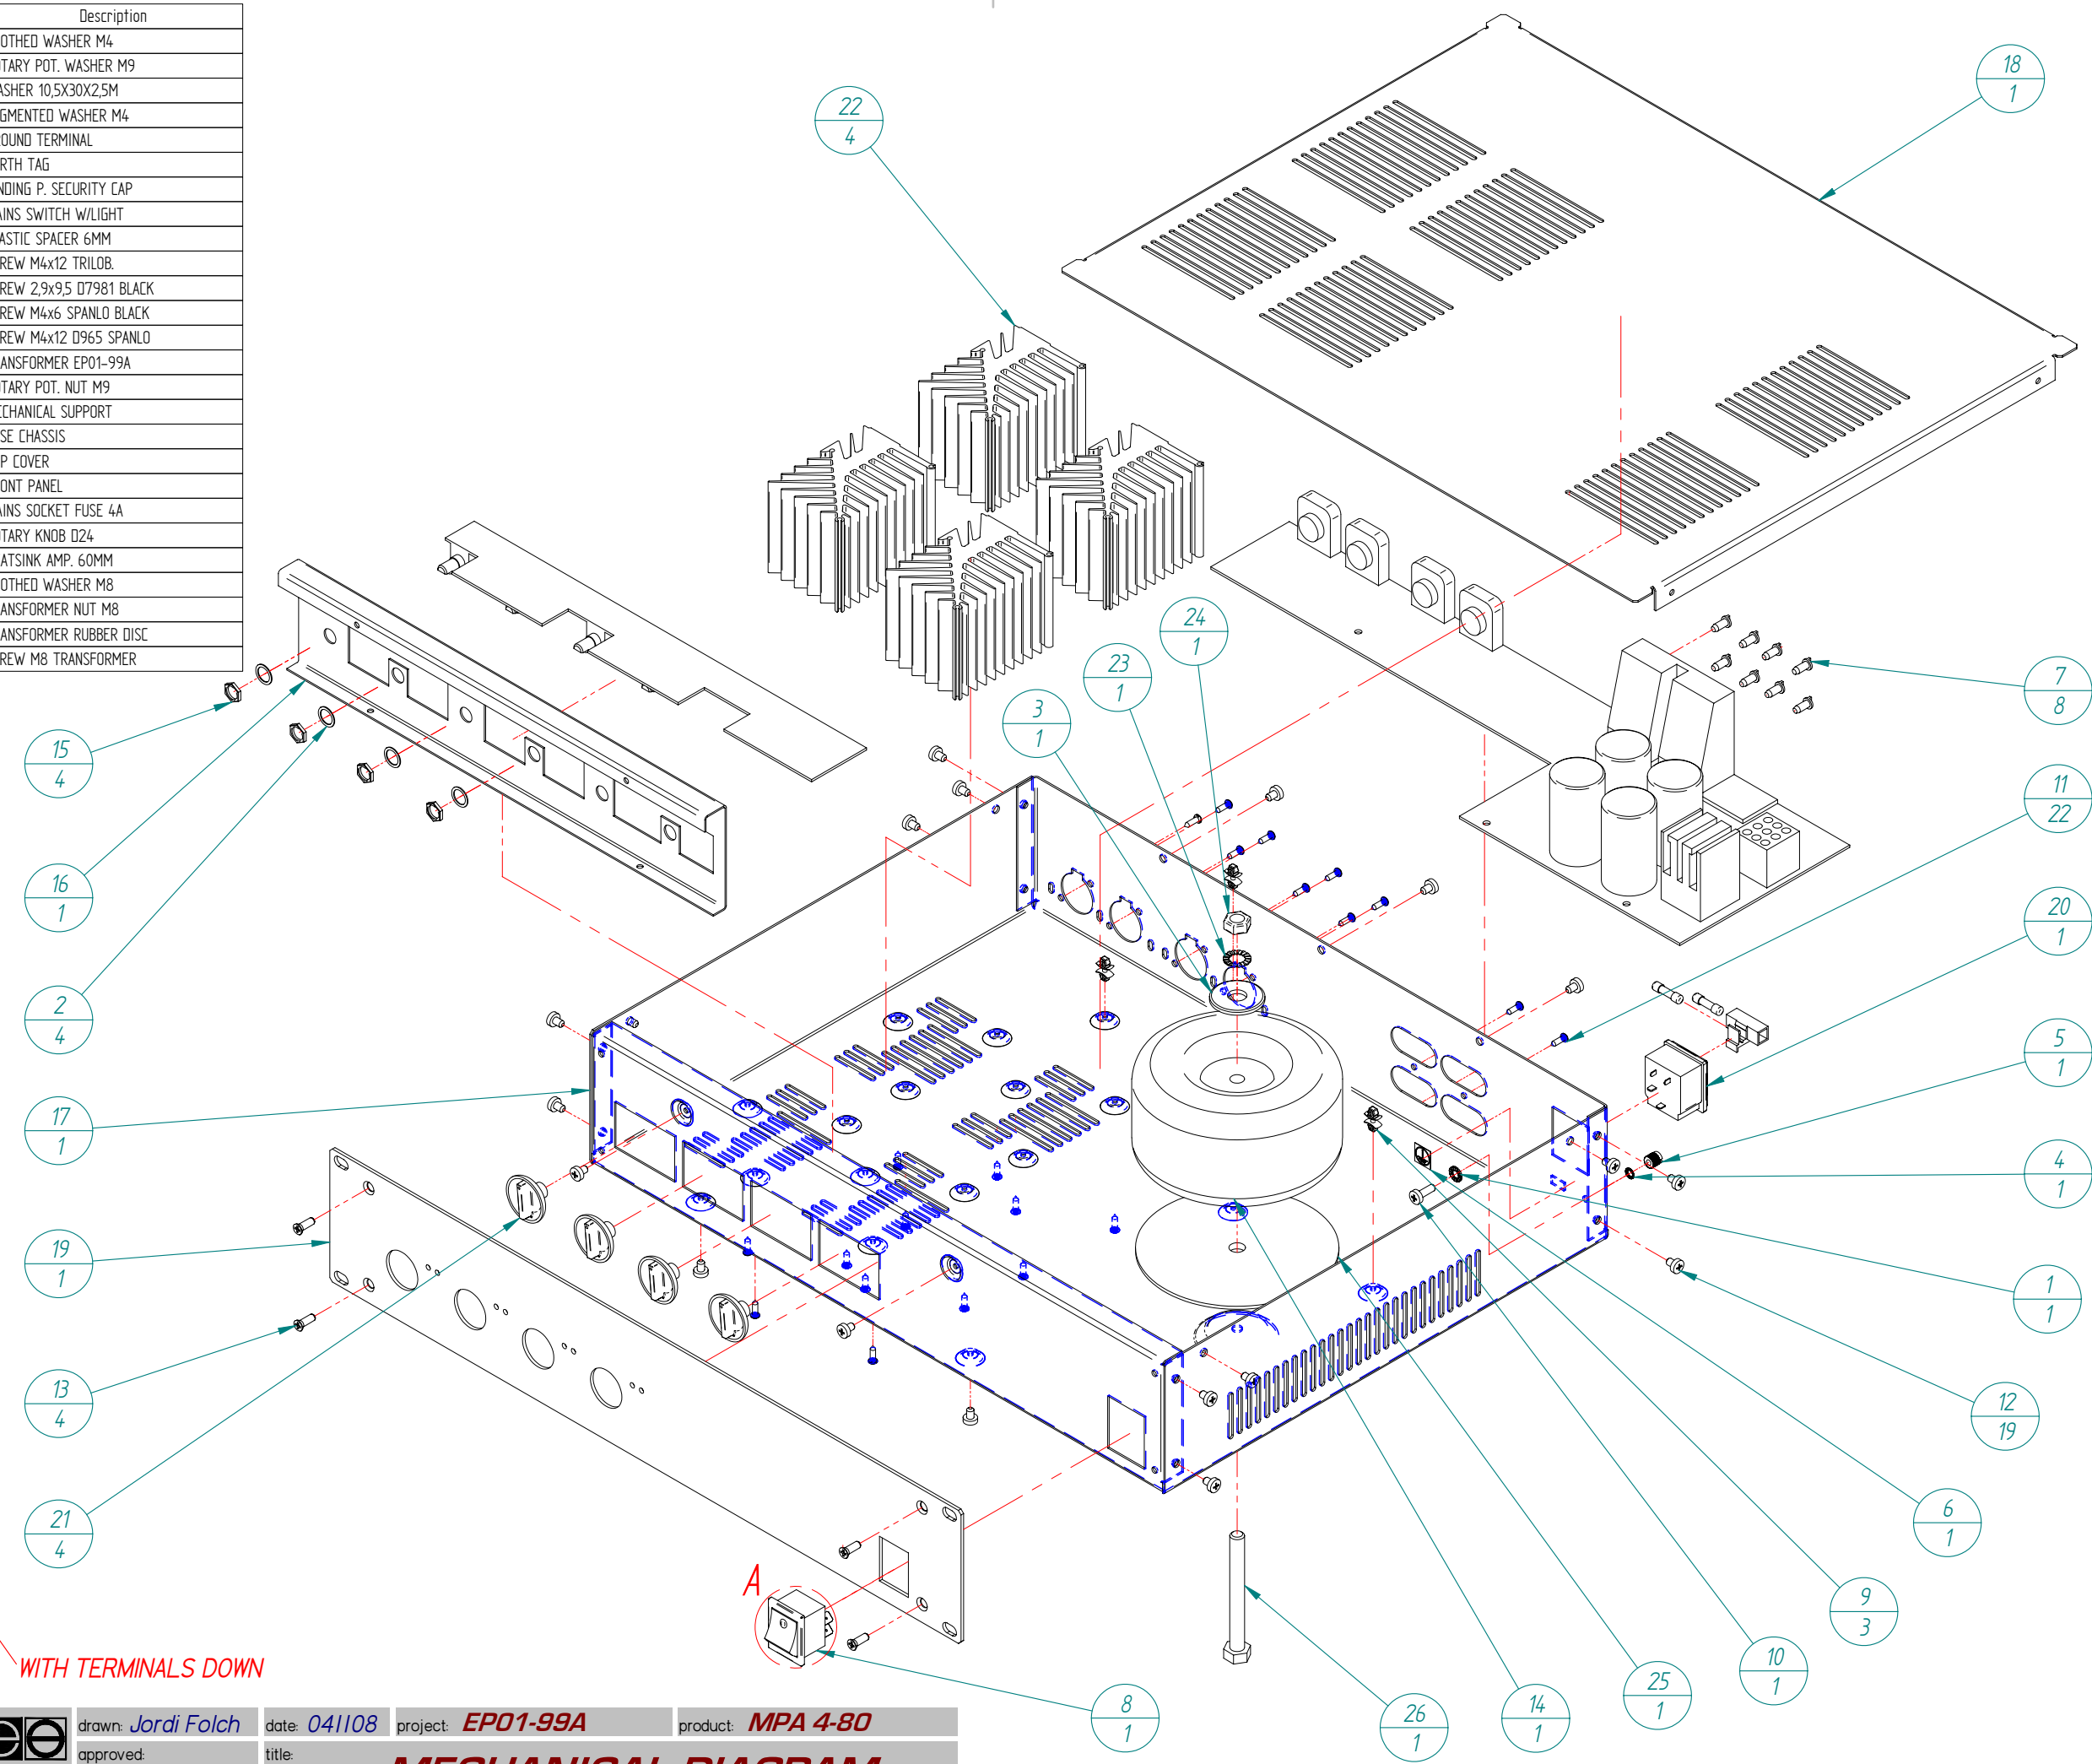 Description
OTHED WASHER M4
TARY POT. WASHER M9
ASHER 10,5X30X2,5M
GMENTED WASHER M4
OUND TERMINAL
RTH TAG
NDING P. SECURITY CAP
AINS SWITCH W/LIGHT
ASTIC SPACER 6MM
REW M4x12 TRILOB.
REW 2,9x9,5 D7981 BLACK
REW M4x6 SPANLO BLACK
REW M4x12 D965 SPANLO
ANSFORMER EP01-99A
TARY POT. NUT M9
ECHANICAL SUPPORT
SE CHASSIS
P COVER
ONT PANEL
AINS SOCKET FUSE 4A
TARY KNOB D24
ATSINK AMP. 60MM
OTHED WASHER M8
ANSFORMER NUT M8
ANSFORMER RUBBER DISC
REW M8 TRANSFORMER
18
1
22
4
24
1
23
1
3
1
7
8
15
4
11
22
16
1
20
1
2
4
5
1
17
1
4
1
19
1
1
1
13
4
12
19
21
4
6
1
A
9
3
10
1
25
1
14
1
8
1
26
1
WITH TERMINALS DOWN
drawn: Jordi Folch date: 041108 project: EP01-99A product: MPA 4-80
approved: title:
MECHANICAL DIAGRAM